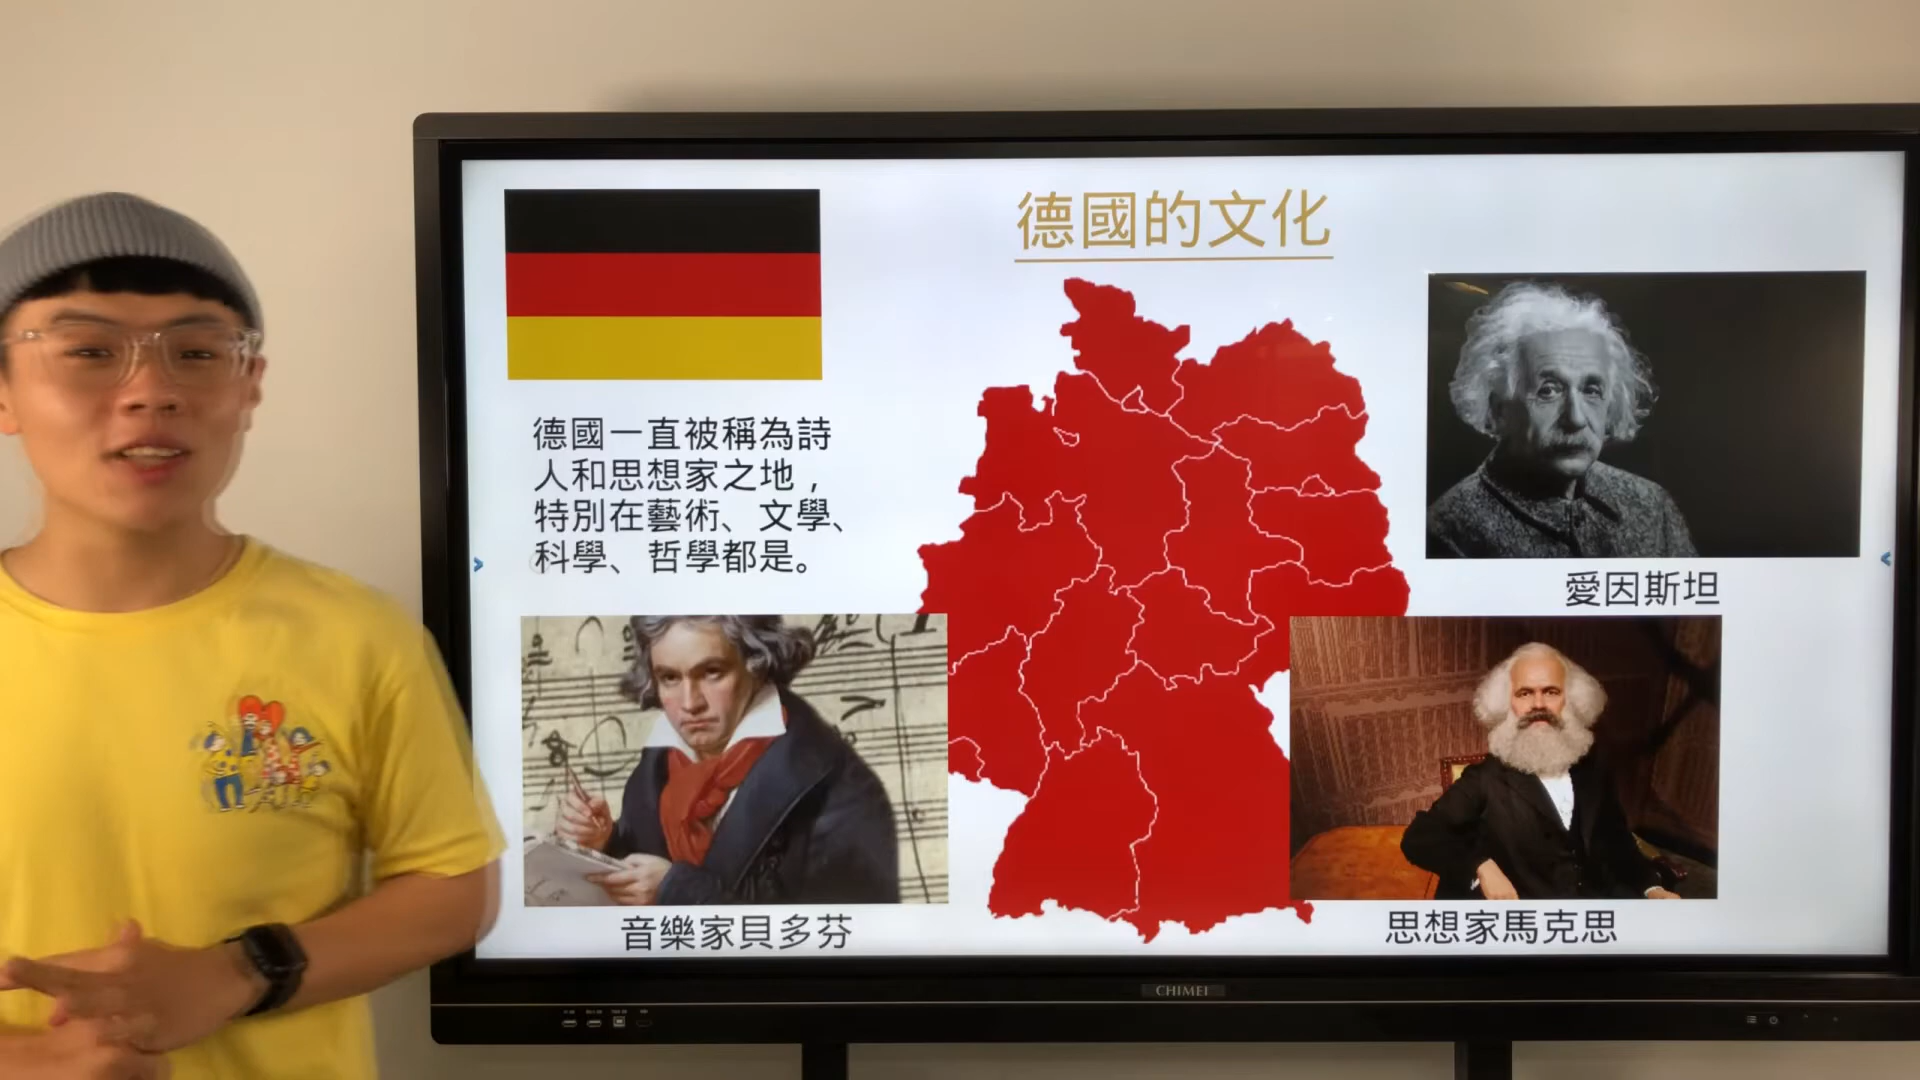 德國的文化
德國一直被稱為詩
人和思想家之地，
特別在藝術、文學、
科學、哲學都是。
愛因斯坦
音樂家貝多芬
思想家馬克思
CHIMEI